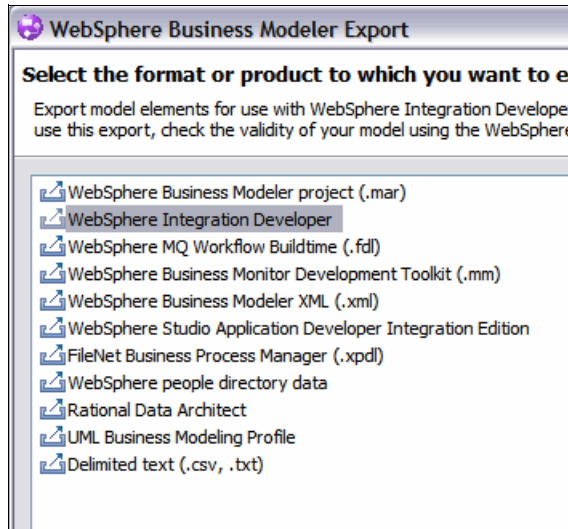 WebSphere Business Modeler Export
Select the format or product to which you want to e
Export model elements for use with WebSphere Integration Develope
use this export, check the validity of your model using the WebSphere
WebSphere Business Modeler project (.mar)
WebSphere Integration Developer
WebSphere MQ Workflow Buildtime (.fdl)
WebSphere Business Monitor Development Toolkit (.mm)
WebSphere Business Modeler XML (.xml)
WebSphere Studio Application Developer Integration Edition
FileNet Business Process Manager (.xpdl)
WebSphere people directory data
Rational Data Architect
UML Business Modeling Profile
Delimited text (.csv, .txt)